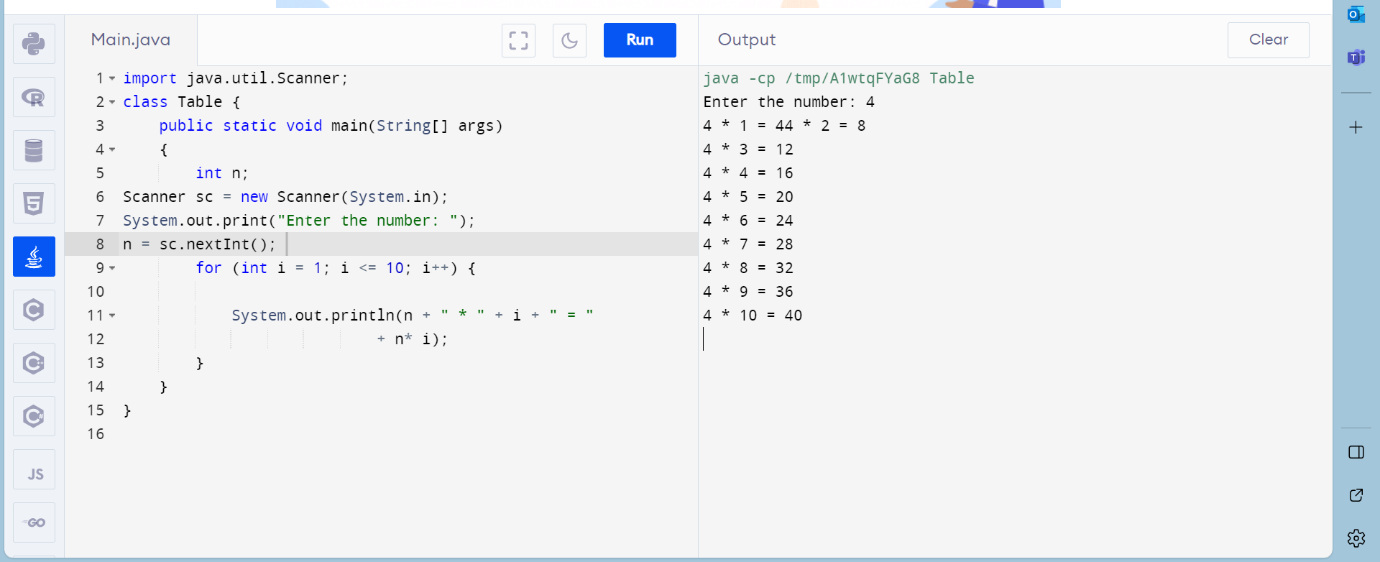 Main.java
Run
Output
Clear
1 import java.util.Scanner;
2 class Table {
3 public static void main(String[] args)
4 {
5 int n;
6 Scanner sc = new Scanner(System.in);
7 System.out.print("Enter the number: ");
8 n = sc.nextInt();
9 for (int i = 1; i <= 10; i++) {
10
11 System.out.println(n + " * " + i + " = "
12 + n* i);
13 }
14 }
15 }
16
java -cp /tmp/A1wtqFYaG8 Table
Enter the number: 4
4 * 1 = 44 * 2 = 8
4 * 3 = 12
4 * 4 = 16
4 * 5 = 20
4 * 6 = 24
4 * 7 = 28
4 * 8 = 32
4 * 9 = 36
4 * 10 = 40
R
5
C
C
C
JS
GO